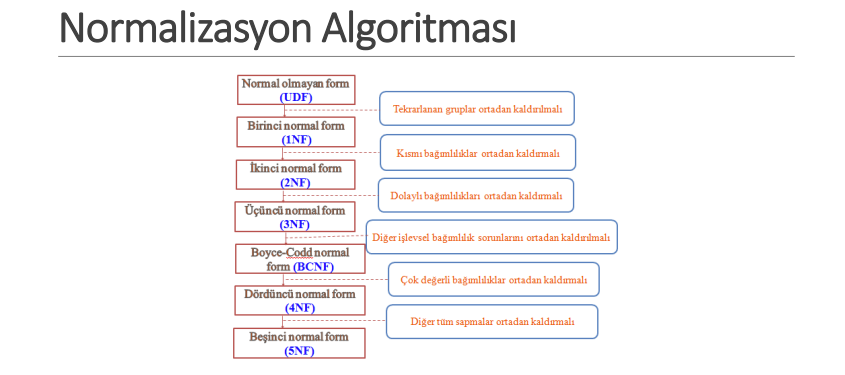 Normalizasyon Algoritması
Normal olmayan form
(UDF)
Tekrarlanan gruplar ortadan kaldırılmalı
Birinci normal form
(1NF)
Kısmı bağımlılıklar ortadan kaldırmalı
İkinci normal form
(2NF)
Dolaylı bağımlılıkları ortadan kaldırmalı
Üçüncü normal form
(3NF)
Diğer işlevsel bağımlılık sorunlarını ortadan kaldırılmalı
Boyce-Codd normal
form (BCNF)
Çok değerli bağımlılıklar ortadan kaldırmalı
Dördüncü normal form
(4NF)
Diğer tüm sapmalar ortadan kaldırmalı
Beşinci normal form
(5NF)